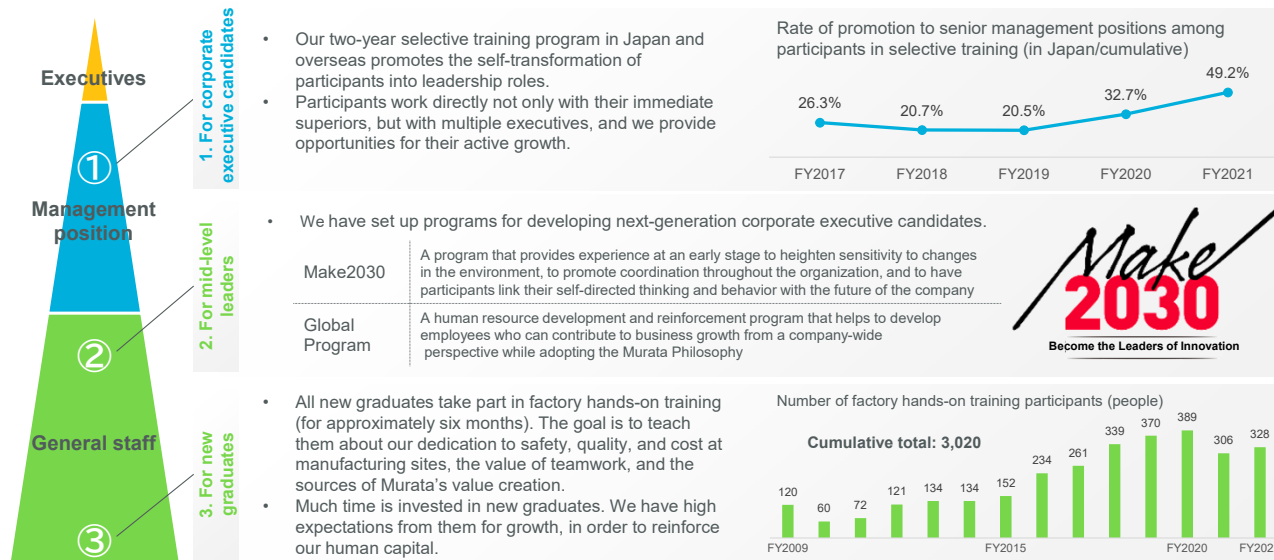 Executives
①
Management
position
②
General staff
③
1. For corporate
executive candidates
• Our two-year selective training program in Japan and
overseas promotes the self-transformation of
participants into leadership roles.
• Participants work directly not only with their immediate
superiors, but with multiple executives, and we provide
opportunities for their active growth.
Rate of promotion to senior management positions among
participants in selective training (in Japan/cumulative)
26.3%
20.7%
20.5%
32.7%
49.2%
FY2017
FY2018
FY2019
FY2020
FY2021
2. For mid-level
leaders
• We have set up programs for developing next-generation corporate executive candidates.
Make2030
A program that provides experience at an early stage to heighten sensitivity to changes
in the environment, to promote coordination throughout the organization, and to have
participants link their self-directed thinking and behavior with the future of the company
Global
Program
A human resource development and reinforcement program that helps to develop
employees who can contribute to business growth from a company-wide
perspective while adopting the Murata Philosophy
Make
2030
Become the Leaders of Innovation
3. For new
graduates
• All new graduates take part in factory hands-on training
(for approximately six months). The goal is to teach
them about our dedication to safety, quality, and cost at
manufacturing sites, the value of teamwork, and the
sources of Murata's value creation.
• Much time is invested in new graduates. We have high
expectations from them for growth, in order to reinforce
our human capital.
Number of factory hands-on training participants (people)
Cumulative total: 3,020
120
60
72
121
134
134
152
234
261
339
370
389
306
328
FY2009
FY2015
FY2020
FY202